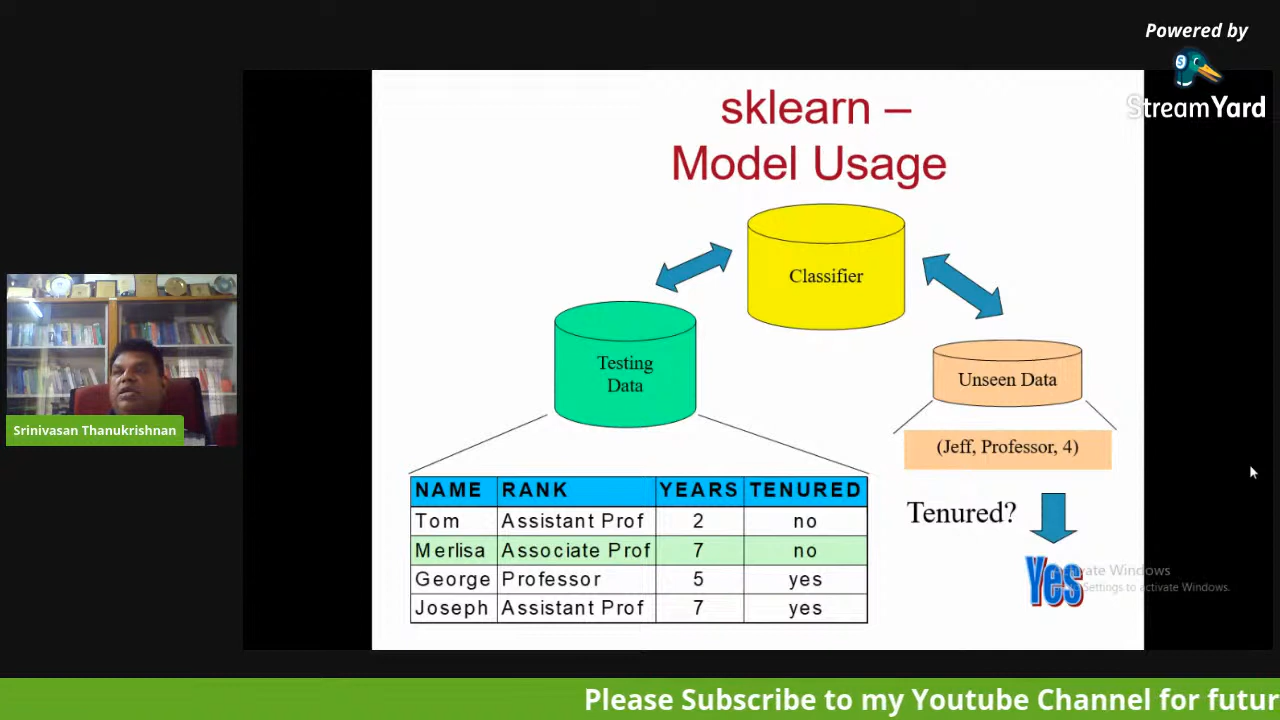 Powered by
StreamYard
sklearn –
Model Usage
Classifier
Testing
Data
Unseen Data
(Jeff, Professor, 4)
Tenured?
Yes
NAME RANK YEARS TENURED
Tom Assistant Prof 2 no
Merlisa Associate Prof 7 no
George Professor 5 yes
Joseph Assistant Prof 7 yes
Srinivasan Thanukrishnan
Activate Windows
Settings to activate Windows.
Please Subscribe to my Youtube Channel for futur